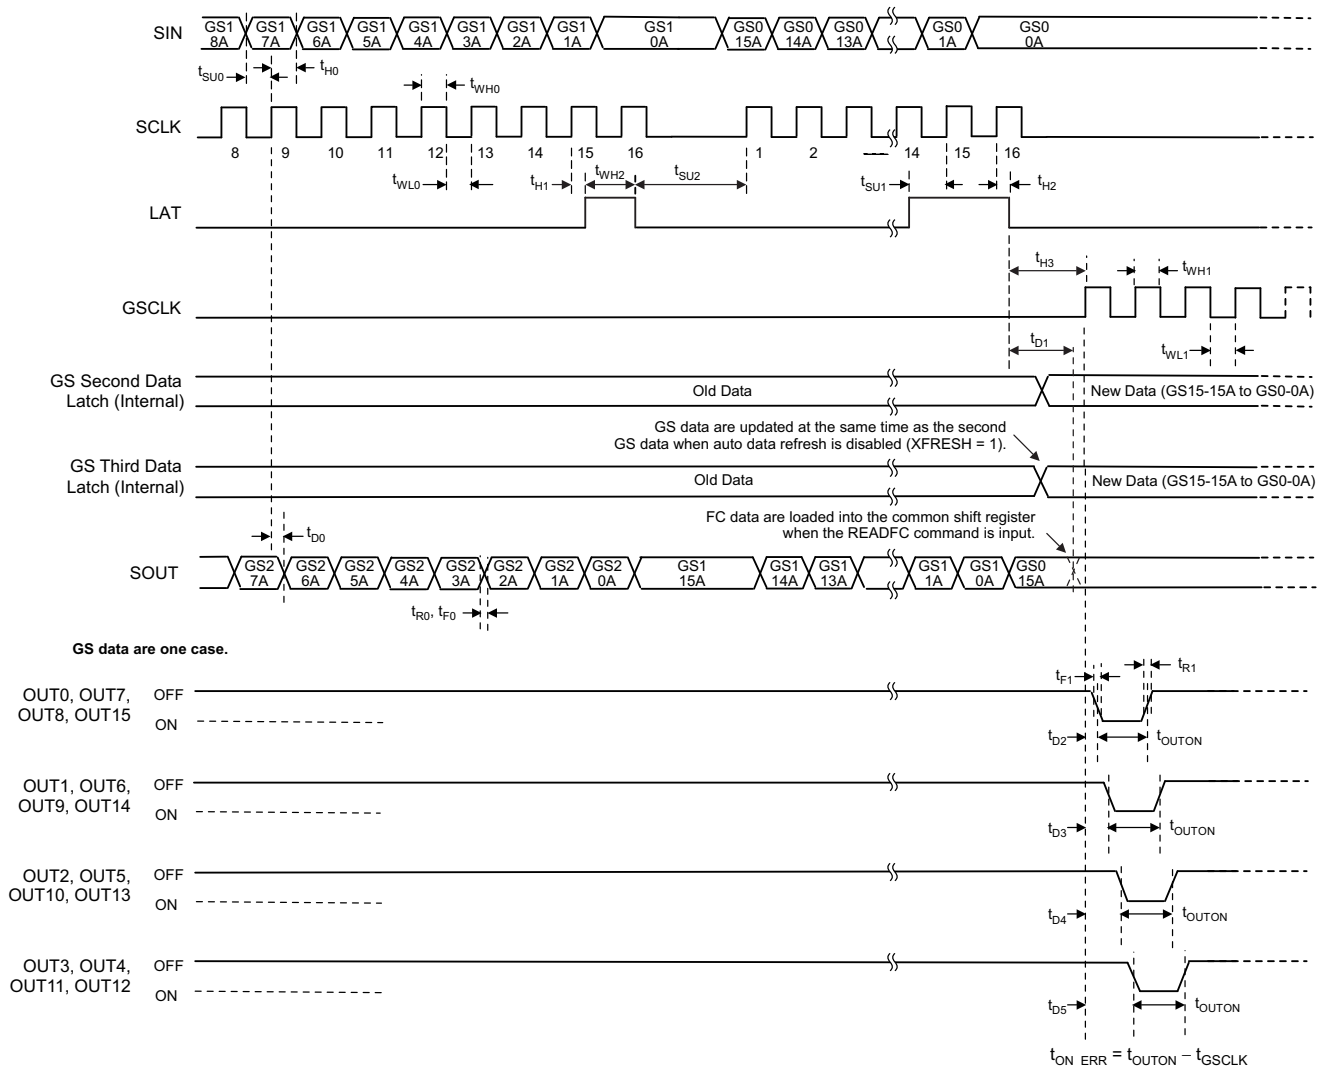 SIN
GS1 8A
GS1 7A
GS1 6A
GS1 5A
GS1 4A
GS1 3A
GS1 2A
GS1 1A
GS1 0A
GS0 15A
GS0 14A
GS0 13A
GS0 1A
GS0 0A
tSU0
tH0
tWH0
SCLK
8
9
10
11
12
13
14
15
16
1
2
14
15
16
tWL0
tH1
tWH2
tSU2
tSU1
tH2
LAT
tH3
tWH1
GSCLK
tD1
tWL1
GS Second Data
Latch (Internal)
Old Data
New Data (GS15-15A to GS0-0A)
GS data are updated at the same time as the second
GS data when auto data refresh is disabled (XFRESH = 1).
GS Third Data
Latch (Internal)
Old Data
New Data (GS15-15A to GS0-0A)
FC data are loaded into the common shift register
when the READFC command is input.
tD0
SOUT
GS2 7A
GS2 6A
GS2 5A
GS2 4A
GS2 3A
GS2 2A
GS2 1A
GS2 0A
GS1 15A
GS1 14A
GS1 13A
GS1 1A
GS1 0A
GS0 15A
tR0, tF0
GS data are one case.
tF1
tR1
OUT0, OUT7,
OUT8, OUT15
OFF
ON
tD2
tOUTON
OUT1, OUT6,
OUT9, OUT14
OFF
ON
tD3
tOUTON
OUT2, OUT5,
OUT10, OUT13
OFF
ON
tD4
tOUTON
OUT3, OUT4,
OUT11, OUT12
OFF
ON
tD5
tOUTON
tON_ERR = tOUTON – tGSCLK